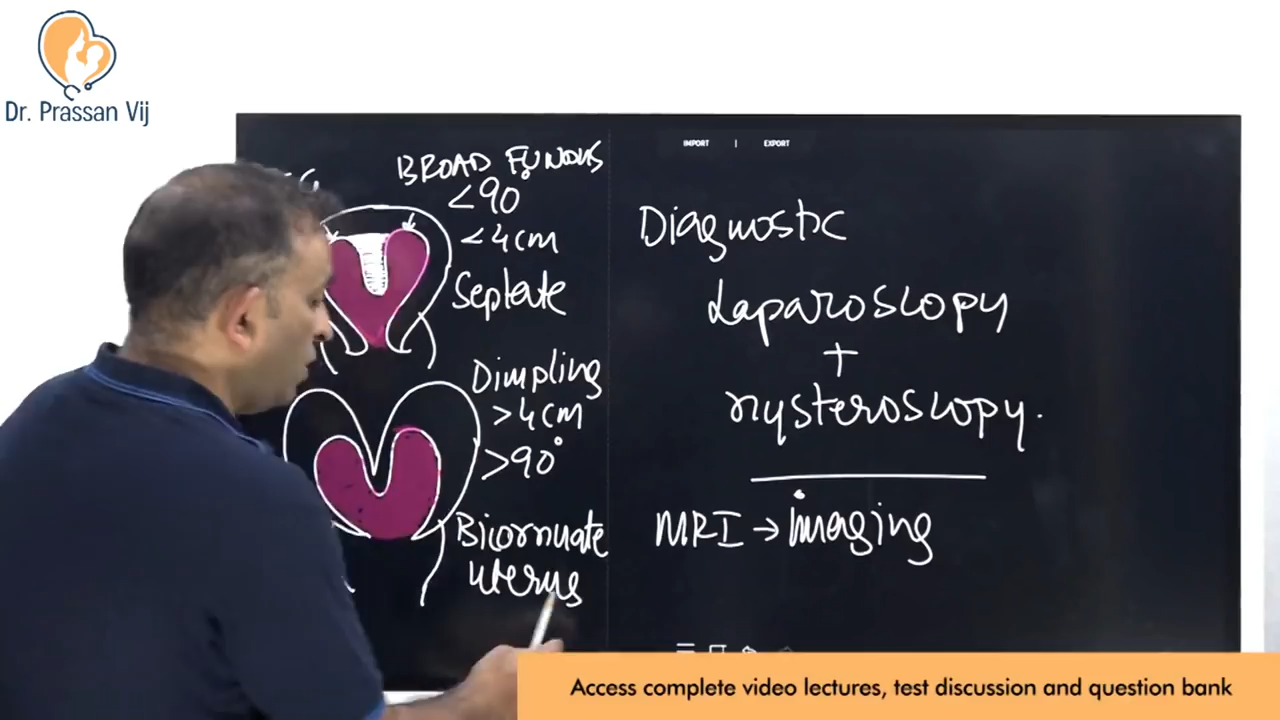 Dr. Prassan Vij
IMPORT | EXPORT
BROAD FUNDUS
<90
<4cm
Septate
Dimpling
>4cm
>90°
Bicornuate
uterus
Diagnostic
Laparoscopy
+
Hysteroscopy.
MRI → imaging
Access complete video lectures, test discussion and question bank